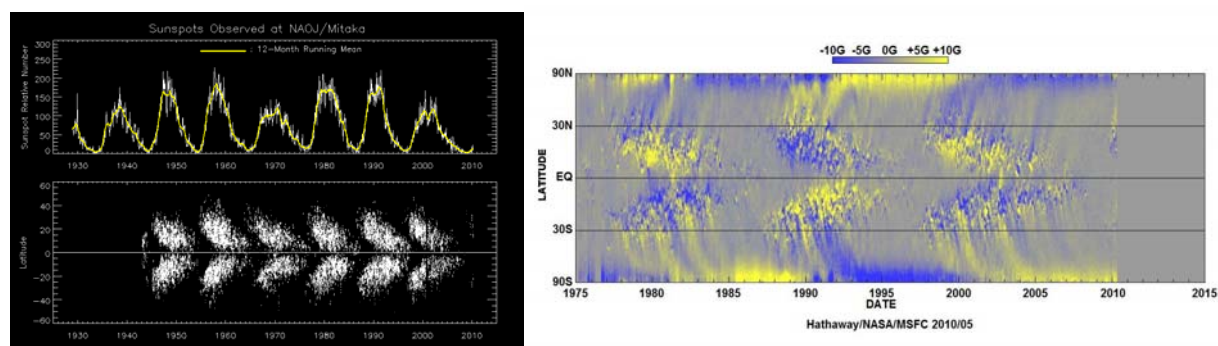 Sunspots Observed at NAOJ/Mitaka
: 12-Month Running Mean
Sunspot Relative Number
300
250
200
150
100
50
0
1930 1940 1950 1960 1970 1980 1990 2000 2010
Latitude
60
40
20
0
-20
-40
-60
1930 1940 1950 1960 1970 1980 1990 2000 2010
-10G -5G 0G +5G +10G
LATITUDE
90N
30N
EQ
30S
90S
1975 1980 1985 1990 1995 2000 2005 2010 2015
DATE
Hathaway/NASA/MSFC 2010/05